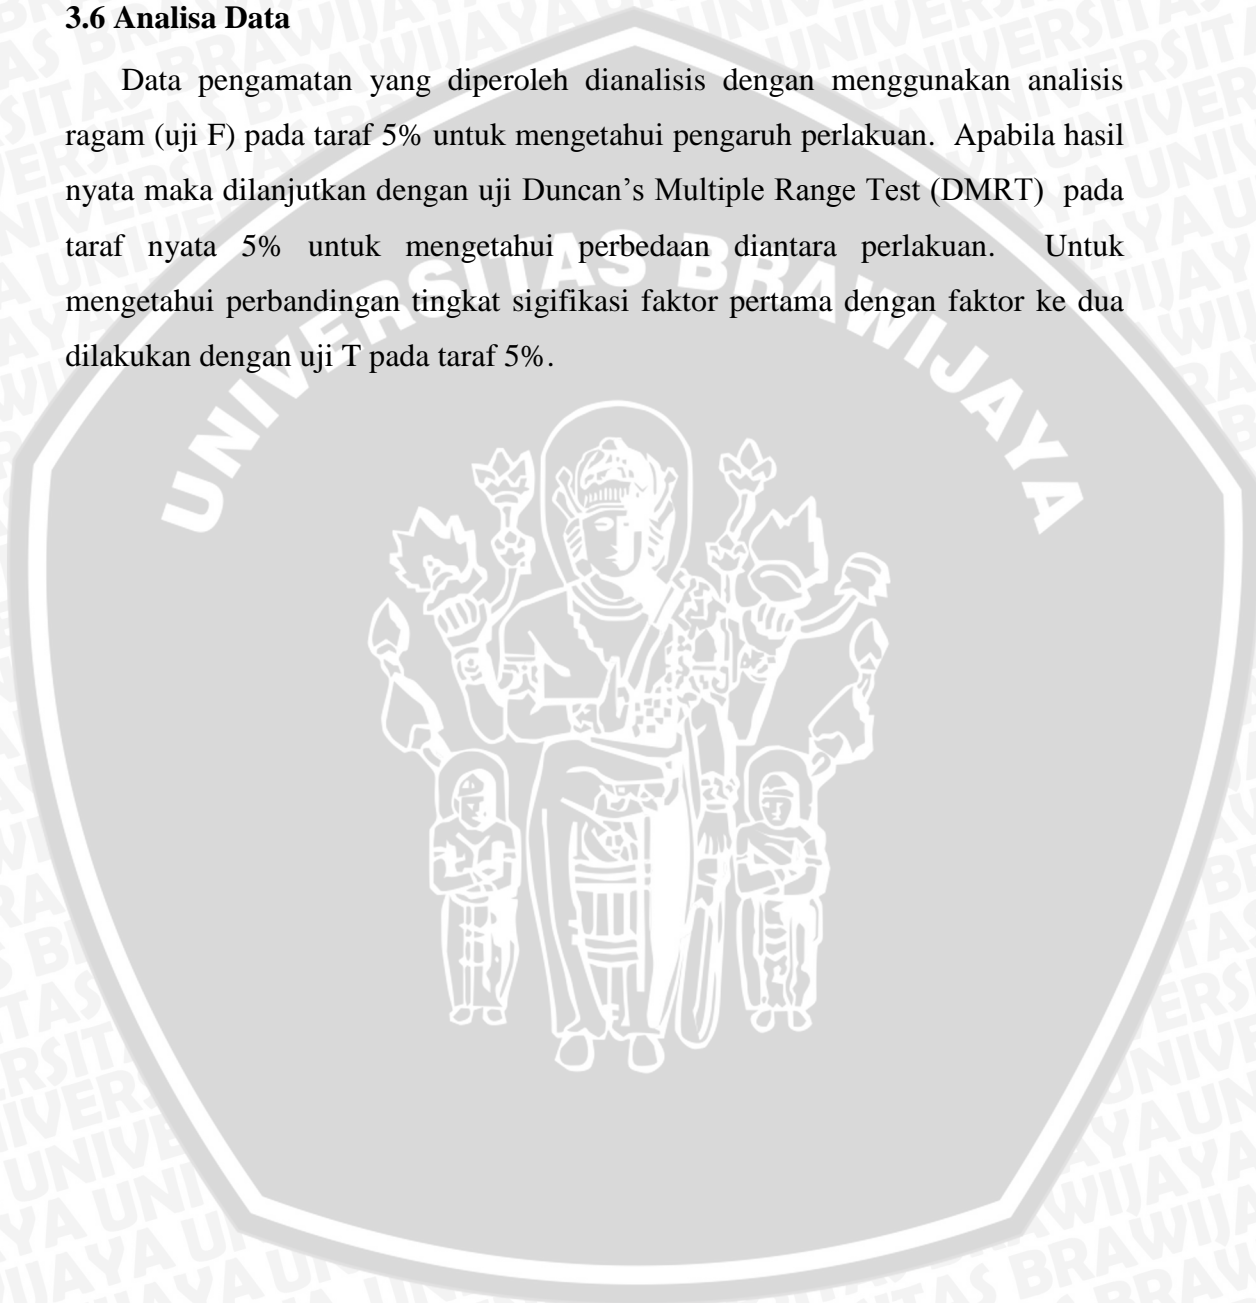 3.6 Analisa Data
Data pengamatan yang diperoleh dianalisis dengan menggunakan analisis
ragam (uji F) pada taraf 5% untuk mengetahui pengaruh perlakuan. Apabila hasil
nyata maka dilanjutkan dengan uji Duncan’s Multiple Range Test (DMRT) pada
taraf nyata 5% untuk mengetahui perbedaan diantara perlakuan. Untuk
mengetahui perbandingan tingkat sigifikasi faktor pertama dengan faktor ke dua
dilakukan dengan uji T pada taraf 5%.
UNIVERSITAS BRAWIJAYA